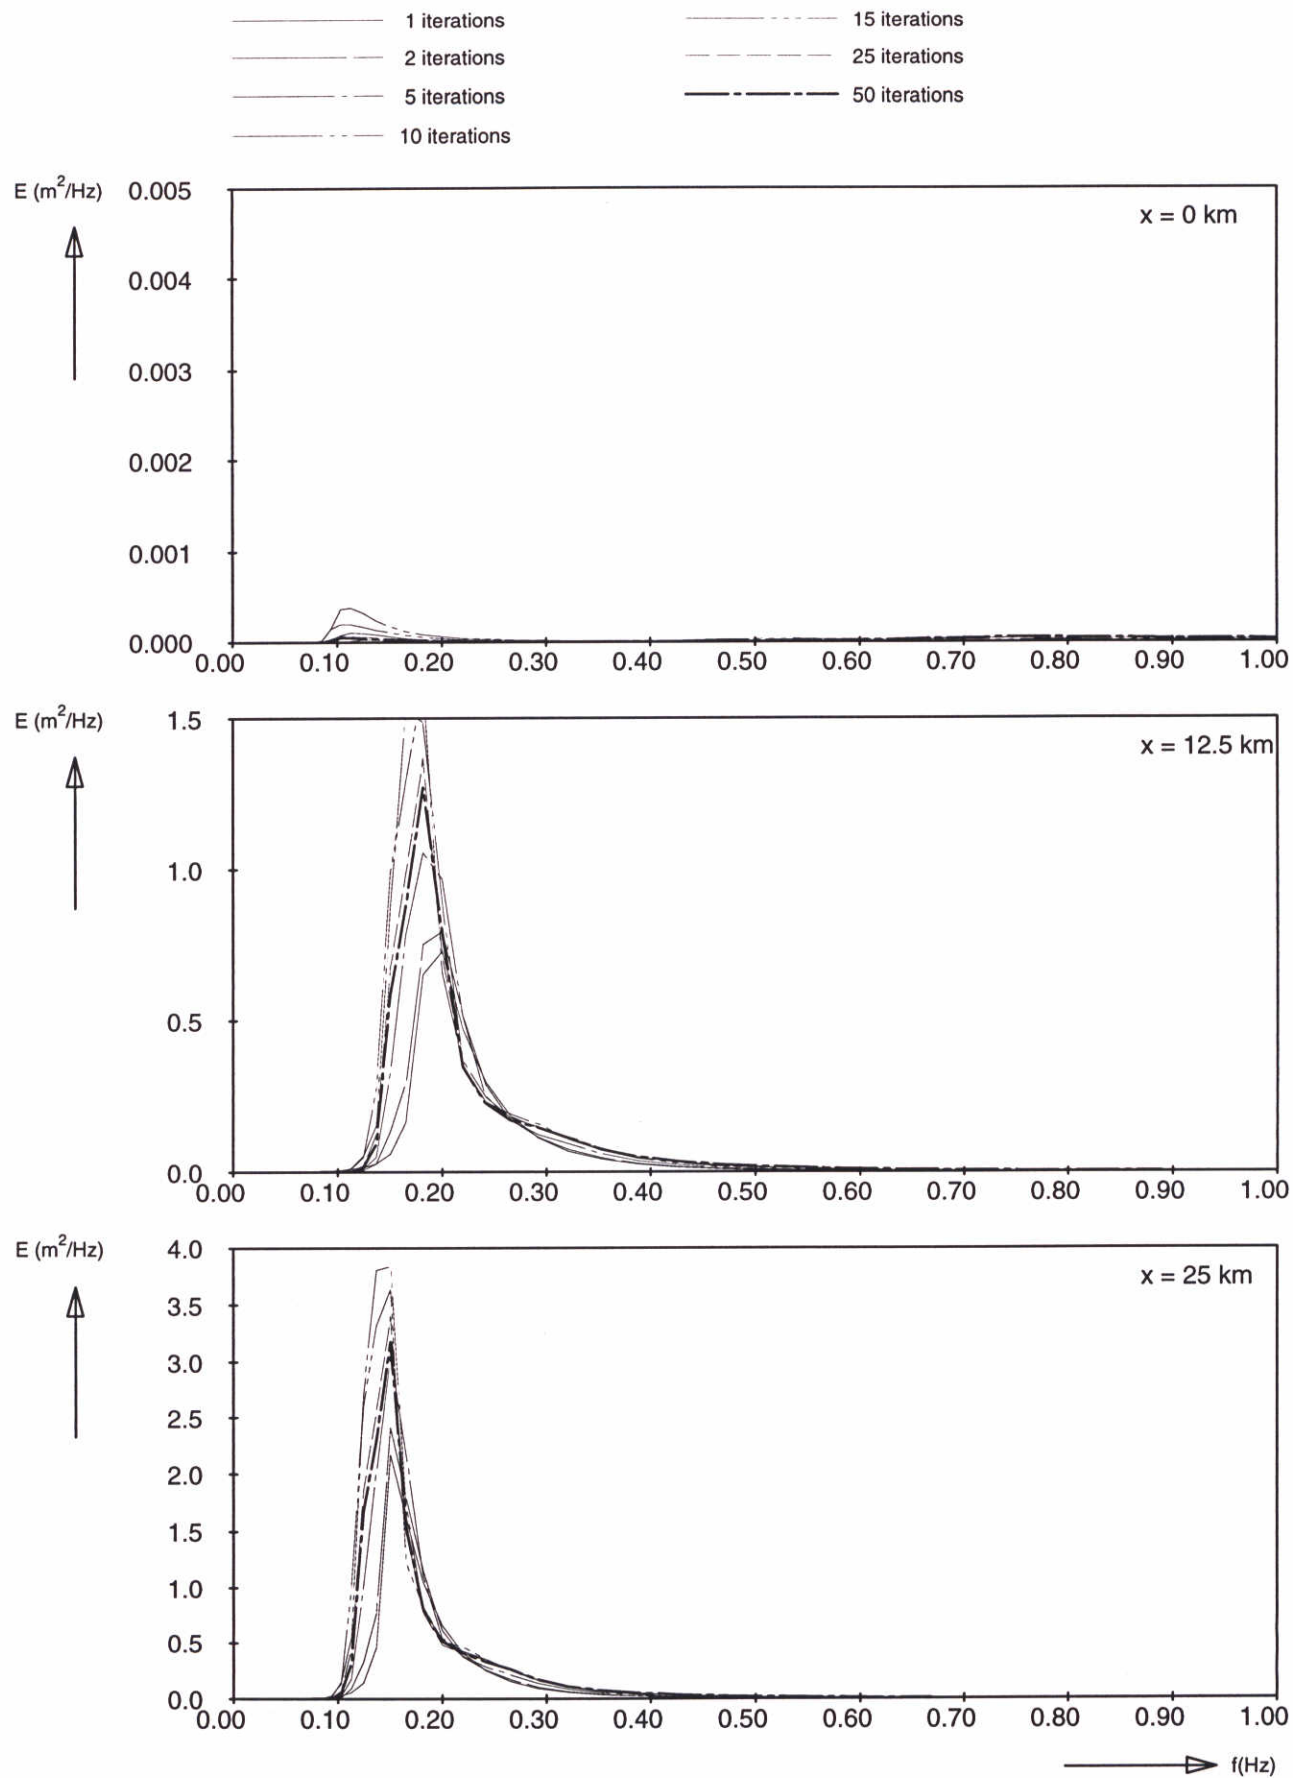 1 iterations
15 iterations
2 iterations
25 iterations
5 iterations
50 iterations
10 iterations
E (m²/Hz)
0.005
x = 0 km
0.004
0.003
0.002
0.001
0.000
0.00 0.10 0.20 0.30 0.40 0.50 0.60 0.70 0.80 0.90 1.00
E (m²/Hz)
1.5
x = 12.5 km
1.0
0.5
0.0
0.00 0.10 0.20 0.30 0.40 0.50 0.60 0.70 0.80 0.90 1.00
E (m²/Hz)
4.0
x = 25 km
3.5
3.0
2.5
2.0
1.5
1.0
0.5
0.0
0.00 0.10 0.20 0.30 0.40 0.50 0.60 0.70 0.80 0.90 1.00
f(Hz)